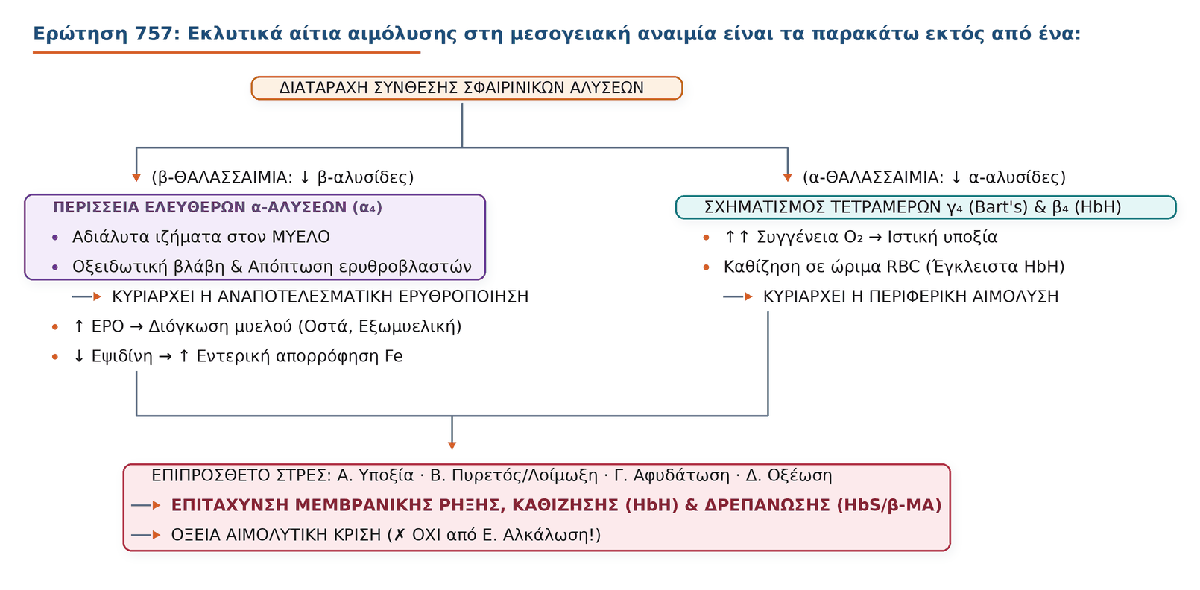 Ερώτηση 757: Εκλυτικά αίτια αιμόλυσης στη μεσογειακή αναιμία είναι τα παρακάτω εκτός από ένα:
ΔΙΑΤΑΡΑΧΗ ΣΥΝΘΕΣΗΣ ΣΦΑΙΡΙΝΙΚΩΝ ΑΛΥΣΕΩΝ
(β-ΘΑΛΑΣΣΑΙΜΙΑ: ↓ β-αλυσίδες)
ΠΕΡΙΣΣΕΙΑ ΕΛΕΥΘΕΡΩΝ α-ΑΛΥΣΕΩΝ (α₄)
• Αδιάλυτα ιζήματα στον ΜΥΕΛΟ
• Οξειδωτική βλάβη & Απόπτωση ερυθροβλαστών
ΚΥΡΙΑΡΧΕΙ Η ΑΝΑΠΟΤΕΛΕΣΜΑΤΙΚΗ ΕΡΥΘΡΟΠΟΙΗΣΗ
• ↑ EPO → Διόγκωση μυελού (Οστά, Εξωμυελική)
• ↓ Εψιδίνη → ↑ Εντερική απορρόφηση Fe
(α-ΘΑΛΑΣΣΑΙΜΙΑ: ↓ α-αλυσίδες)
ΣΧΗΜΑΤΙΣΜΟΣ ΤΕΤΡΑΜΕΡΩΝ γ₄ (Bart's) & β₄ (HbH)
• ↑↑ Συγγένεια O₂ → Ιστική υποξία
• Καθίζηση σε ώριμα RBC (Έγκλειστα HbH)
ΚΥΡΙΑΡΧΕΙ Η ΠΕΡΙΦΕΡΙΚΗ ΑΙΜΟΛΥΣΗ
ΕΠΙΠΡΟΣΘΕΤΟ ΣΤΡΕΣ: Α. Υποξία · Β. Πυρετός/Λοίμωξη · Γ. Αφυδάτωση · Δ. Οξέωση
ΕΠΙΤΑΧΥΝΣΗ ΜΕΜΒΡΑΝΙΚΗΣ ΡΗΞΗΣ, ΚΑΘΙΖΗΣΗΣ (HbH) & ΔΡΕΠΑΝΩΣΗΣ (HbS/β-ΜΑ)
ΟΞΕΙΑ ΑΙΜΟΛΥΤΙΚΗ ΚΡΙΣΗ (✗ ΟΧΙ από Ε. Αλκάλωση!)